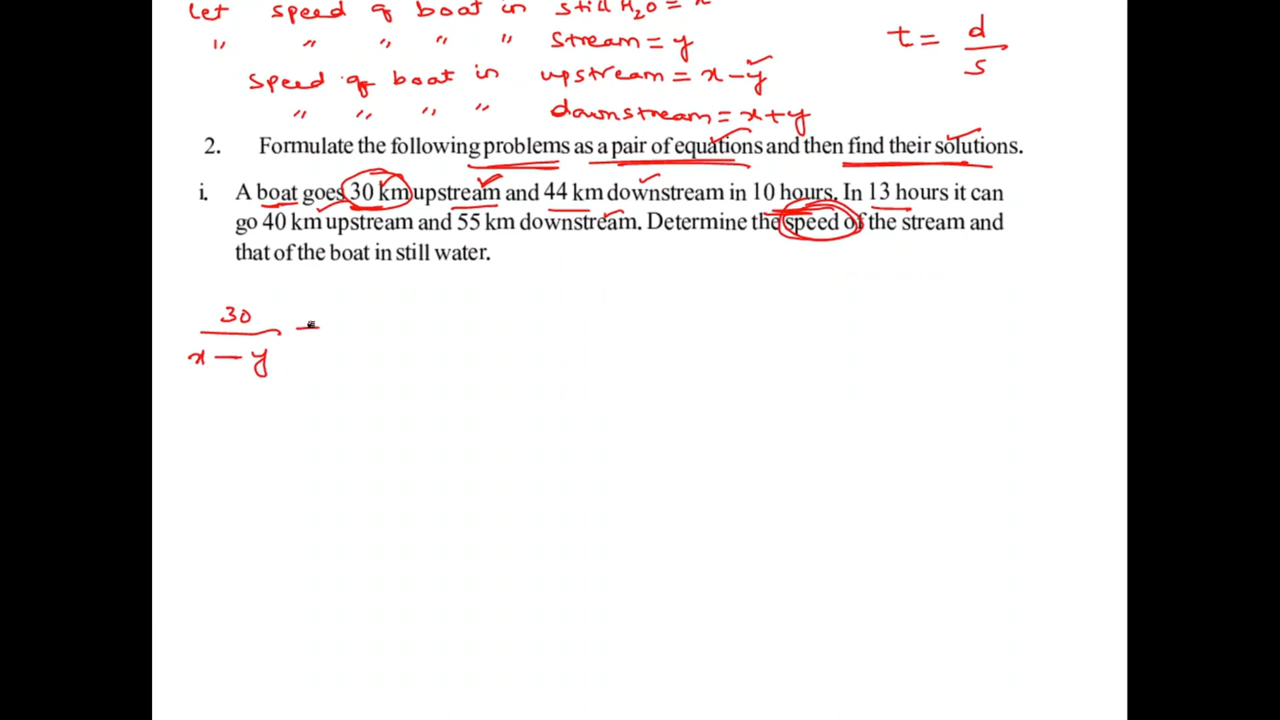 Let speed of boat in still H2O = x
" " " " " stream = y
t = d/s
speed of boat in upstream = x - y
" " " " downstream = x + y
2. Formulate the following problems as a pair of equations and then find their solutions.
i. A boat goes 30 km upstream and 44 km downstream in 10 hours. In 13 hours it can
go 40 km upstream and 55 km downstream. Determine the speed of the stream and
that of the boat in still water.
30/(x - y)